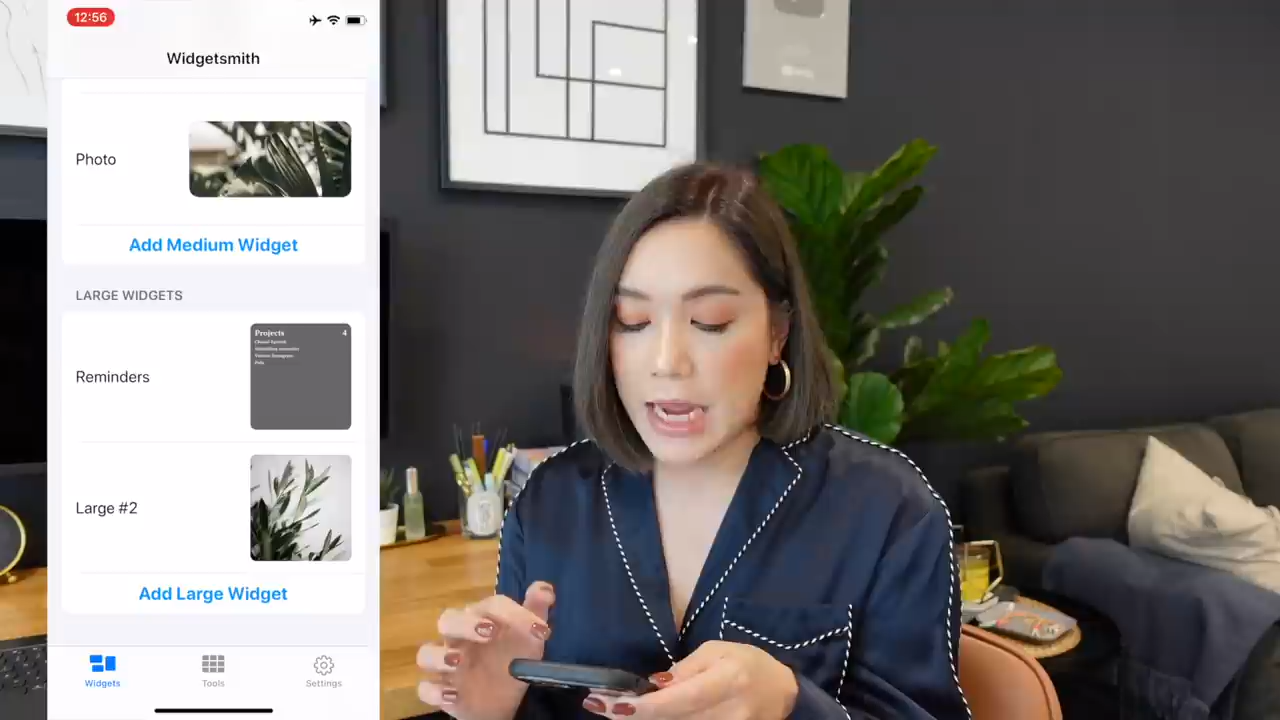 12:56
Widgetsmith
Photo
Add Medium Widget
LARGE WIDGETS
Projects 4
Reminders
Large #2
Add Large Widget
Widgets
Tools
Settings